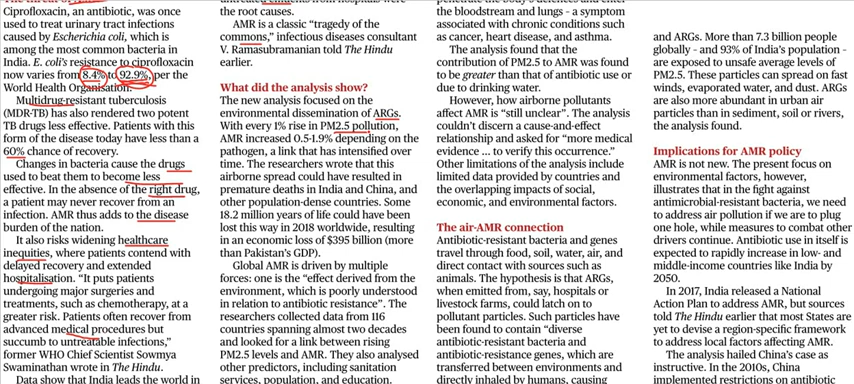 Ciprofloxacin, an antibiotic, was once
used to treat urinary tract infections
caused by Escherichia coli, which is
among the most common bacteria in
India. E. coli's resistance to ciprofloxacin
now varies from 8.4% to 92.9%, per the
World Health Organisation.
Multidrug-resistant tuberculosis
(MDR-TB) has also rendered two potent
TB drugs less effective. Patients with this
form of the disease today have less than a
60% chance of recovery.
Changes in bacteria cause the drugs
used to beat them to become less
effective. In the absence of the right drug,
a patient may never recover from an
infection. AMR thus adds to the disease
burden of the nation.
It also risks widening healthcare
inequities, where patients contend with
delayed recovery and extended
hospitalisation. “It puts patients
undergoing major surgeries and
treatments, such as chemotherapy, at a
greater risk. Patients often recover from
advanced medical procedures but
succumb to untreatable infections,”
former WHO Chief Scientist Sowmya
Swaminathan wrote in The Hindu.
Data show that India leads the world in
untreated effluents from hospitals were
the root causes.
AMR is a classic “tragedy of the
commons,” infectious diseases consultant
V. Ramasubramanian told The Hindu
earlier.
What did the analysis show?
The new analysis focused on the
environmental dissemination of ARGs.
With every 1% rise in PM2.5 pollution,
AMR increased 0.5-1.9% depending on the
pathogen, a link that has intensified over
time. The researchers wrote that this
airborne spread could have resulted in
premature deaths in India and China, and
other population-dense countries. Some
18.2 million years of life could have been
lost this way in 2018 worldwide, resulting
in an economic loss of $395 billion (more
than Pakistan's GDP).
Global AMR is driven by multiple
forces: one is the “effect derived from the
environment, which is poorly understood
in relation to antibiotic resistance”. The
researchers collected data from 116
countries spanning almost two decades
and looked for a link between rising
PM2.5 levels and AMR. They also analysed
other predictors, including sanitation
services, population, and education.
penetrate the body's defences and enter
the bloodstream and lungs - a symptom
associated with chronic conditions such
as cancer, heart disease, and asthma.
The analysis found that the
contribution of PM2.5 to AMR was found
to be greater than that of antibiotic use or
due to drinking water.
However, how airborne pollutants
affect AMR is “still unclear”. The analysis
couldn't discern a cause-and-effect
relationship and asked for “more medical
evidence ... to verify this occurrence.”
Other limitations of the analysis include
limited data provided by countries and
the overlapping impacts of social,
economic, and environmental factors.
The air-AMR connection
Antibiotic-resistant bacteria and genes
travel through food, soil, water, air, and
direct contact with sources such as
animals. The hypothesis is that ARGs,
when emitted from, say, hospitals or
livestock farms, could latch on to
pollutant particles. Such particles have
been found to contain “diverse
antibiotic-resistant bacteria and
antibiotic-resistance genes, which are
transferred between environments and
directly inhaled by humans, causing
and ARGs. More than 7.3 billion people
globally - and 93% of India's population -
are exposed to unsafe average levels of
PM2.5. These particles can spread on fast
winds, evaporated water, and dust. ARGs
are also more abundant in urban air
particles than in sediment, soil or rivers,
the analysis found.
Implications for AMR policy
AMR is not new. The present focus on
environmental factors, however,
illustrates that in the fight against
antimicrobial-resistant bacteria, we need
to address air pollution if we are to plug
one hole, while measures to combat other
drivers continue. Antibiotic use in itself is
expected to rapidly increase in low- and
middle-income countries like India by
2050.
In 2017, India released a National
Action Plan to address AMR, but sources
told The Hindu earlier that most States are
yet to devise a region-specific framework
to address local factors affecting AMR.
The analysis hailed China's case as
instructive. In the 2010s, China
implemented restrictions on antibiotic